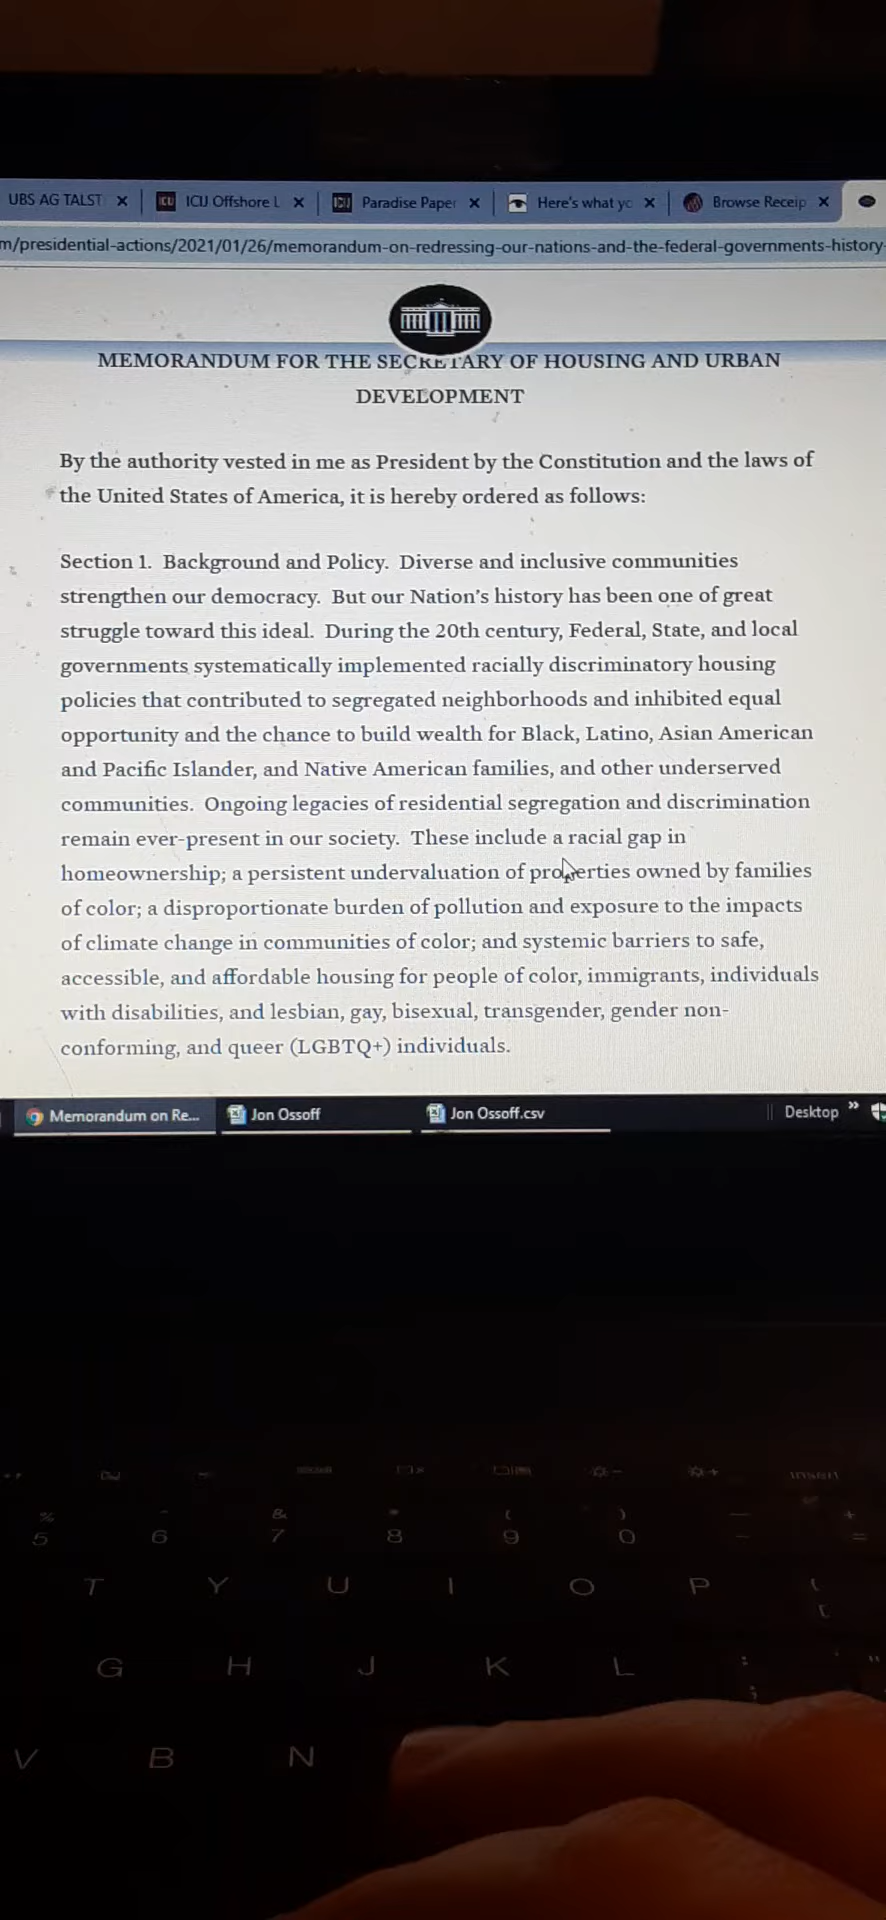 UBS AG TALST
ICIJ Offshore L
Paradise Paper
Here's what yo
Browse Receip
m/presidential-actions/2021/01/26/memorandum-on-redressing-our-nations-and-the-federal-governments-history-
MEMORANDUM FOR THE SECRETARY OF HOUSING AND URBAN
DEVELOPMENT
By the authority vested in me as President by the Constitution and the laws of
the United States of America, it is hereby ordered as follows:
Section 1. Background and Policy. Diverse and inclusive communities
strengthen our democracy. But our Nation's history has been one of great
struggle toward this ideal. During the 20th century, Federal, State, and local
governments systematically implemented racially discriminatory housing
policies that contributed to segregated neighborhoods and inhibited equal
opportunity and the chance to build wealth for Black, Latino, Asian American
and Pacific Islander, and Native American families, and other underserved
communities. Ongoing legacies of residential segregation and discrimination
remain ever-present in our society. These include a racial gap in
homeownership; a persistent undervaluation of properties owned by families
of color; a disproportionate burden of pollution and exposure to the impacts
of climate change in communities of color; and systemic barriers to safe,
accessible, and affordable housing for people of color, immigrants, individuals
with disabilities, and lesbian, gay, bisexual, transgender, gender non-
conforming, and queer (LGBTQ+) individuals.
Memorandum on Re...
Jon Ossoff
Jon Ossoff.csv
Desktop »
% ^ & * ( ) — +
5 6 7 8 9 0 - =
T Y U I O P [
G H J K L ; "
V B N